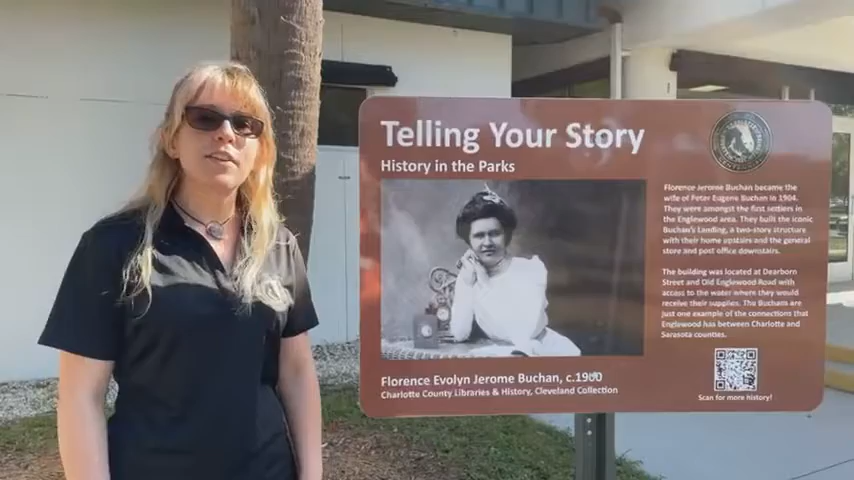 Telling Your Story
History in the Parks
Florence Jerome Buchan became the
wife of Peter Eugene Buchan in 1904.
They were amongst the first settlers in
the Englewood area. They built the iconic
Buchan's Landing, a two-story structure
with their home upstairs and the general
store and post office downstairs.
The building was located at Dearborn
Street and Old Englewood Road with
access to the water where they would
receive their supplies. The Buchans are
just one example of the connections that
Englewood has between Charlotte and
Sarasota counties.
Florence Evolyn Jerome Buchan, c.1900
Charlotte County Libraries & History, Cleveland Collection
Scan for more history!